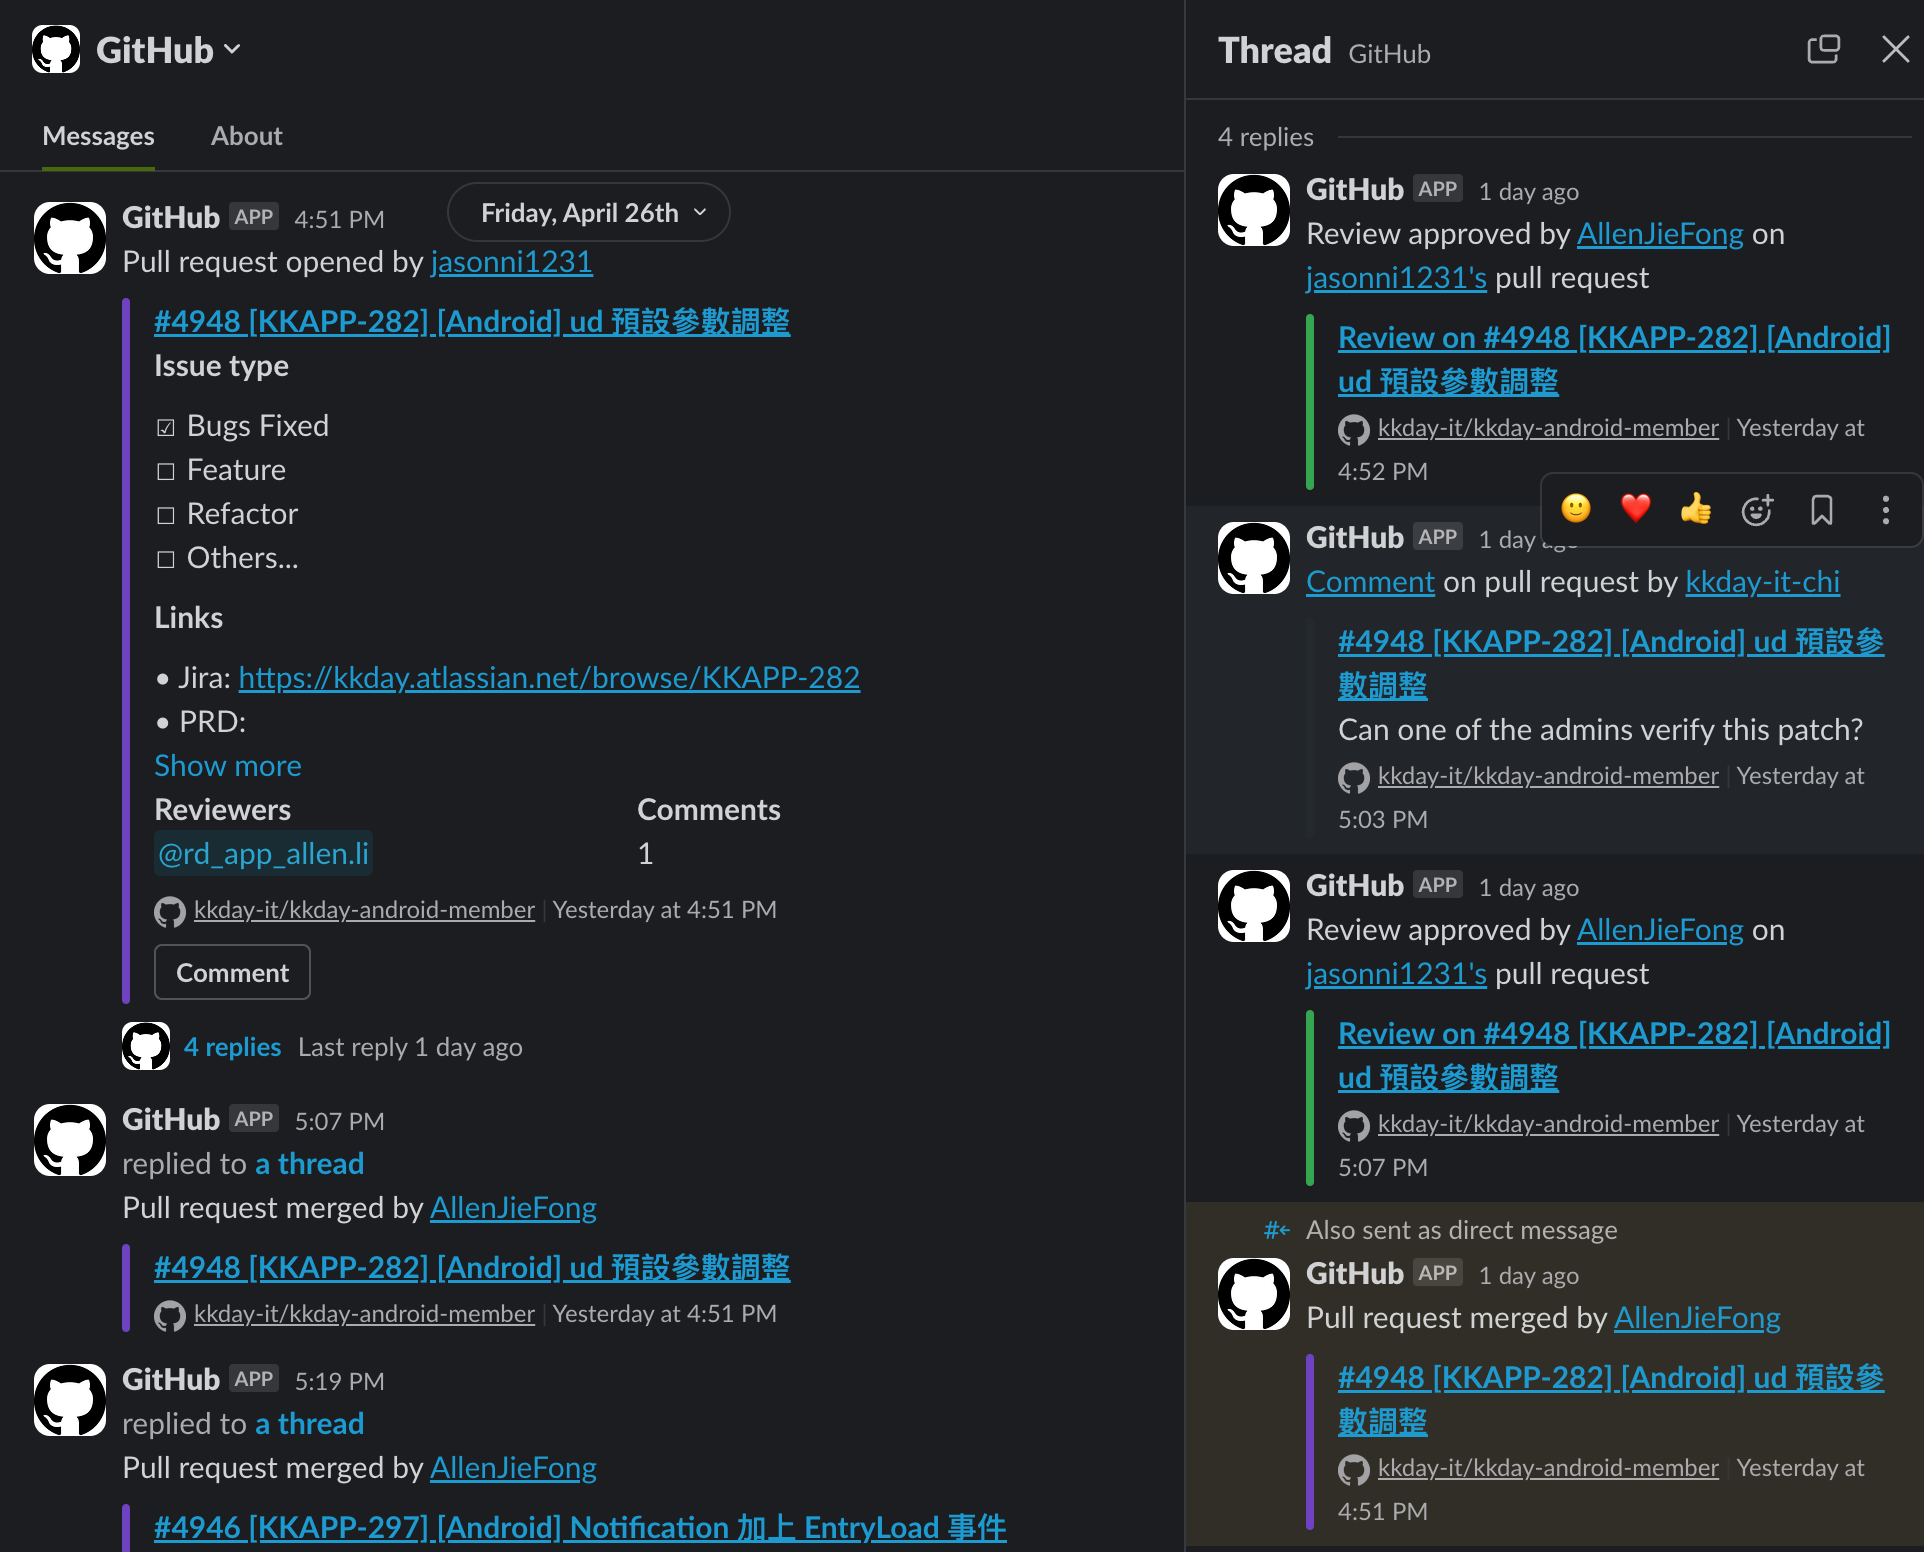 GitHub
Messages
About
Friday, April 26th
GitHub APP 4:51 PM
Pull request opened by jasonni1231
#4948 [KKAPP-282] [Android] ud 預設參數調整
Issue type
☑ Bugs Fixed
☐ Feature
☐ Refactor
☐ Others...
Links
• Jira: https://kkday.atlassian.net/browse/KKAPP-282
• PRD:
Show more
Reviewers
Comments
@rd_app_allen.li
1
kkday-it/kkday-android-member | Yesterday at 4:51 PM
Comment
4 replies Last reply 1 day ago
GitHub APP 5:07 PM
replied to a thread
Pull request merged by AllenJieFong
#4948 [KKAPP-282] [Android] ud 預設參數調整
kkday-it/kkday-android-member | Yesterday at 4:51 PM
GitHub APP 5:19 PM
replied to a thread
Pull request merged by AllenJieFong
#4946 [KKAPP-297] [Android] Notification 加上 EntryLoad 事件
Thread GitHub
4 replies
GitHub APP 1 day ago
Review approved by AllenJieFong on
jasonni1231's pull request
Review on #4948 [KKAPP-282] [Android]
ud 預設參數調整
kkday-it/kkday-android-member | Yesterday at
4:52 PM
GitHub APP 1 day ago
Comment on pull request by kkday-it-chi
#4948 [KKAPP-282] [Android] ud 預設參
數調整
Can one of the admins verify this patch?
kkday-it/kkday-android-member | Yesterday at
5:03 PM
GitHub APP 1 day ago
Review approved by AllenJieFong on
jasonni1231's pull request
Review on #4948 [KKAPP-282] [Android]
ud 預設參數調整
kkday-it/kkday-android-member | Yesterday at
5:07 PM
Also sent as direct message
GitHub APP 1 day ago
Pull request merged by AllenJieFong
#4948 [KKAPP-282] [Android] ud 預設參
數調整
kkday-it/kkday-android-member | Yesterday at
4:51 PM